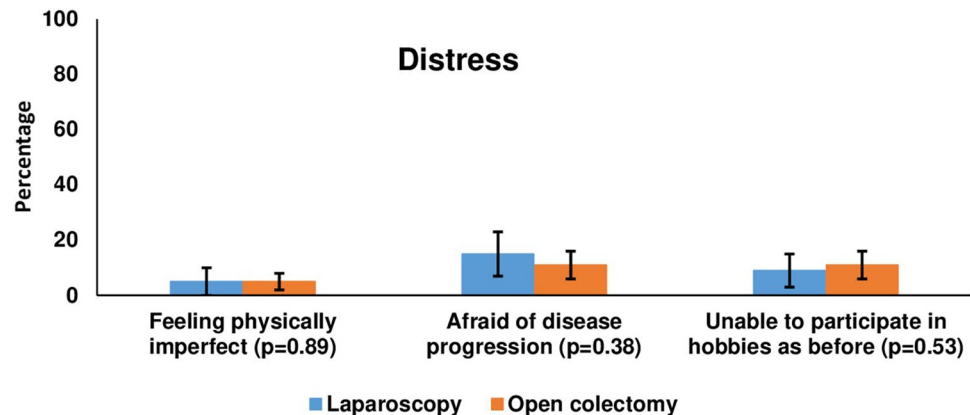 100
Distress
80
60
40
20
0
Percentage
Feeling physically
imperfect (p=0.89)
Afraid of disease
progression (p=0.38)
Unable to participate in
hobbies as before (p=0.53)
Laparoscopy
Open colectomy